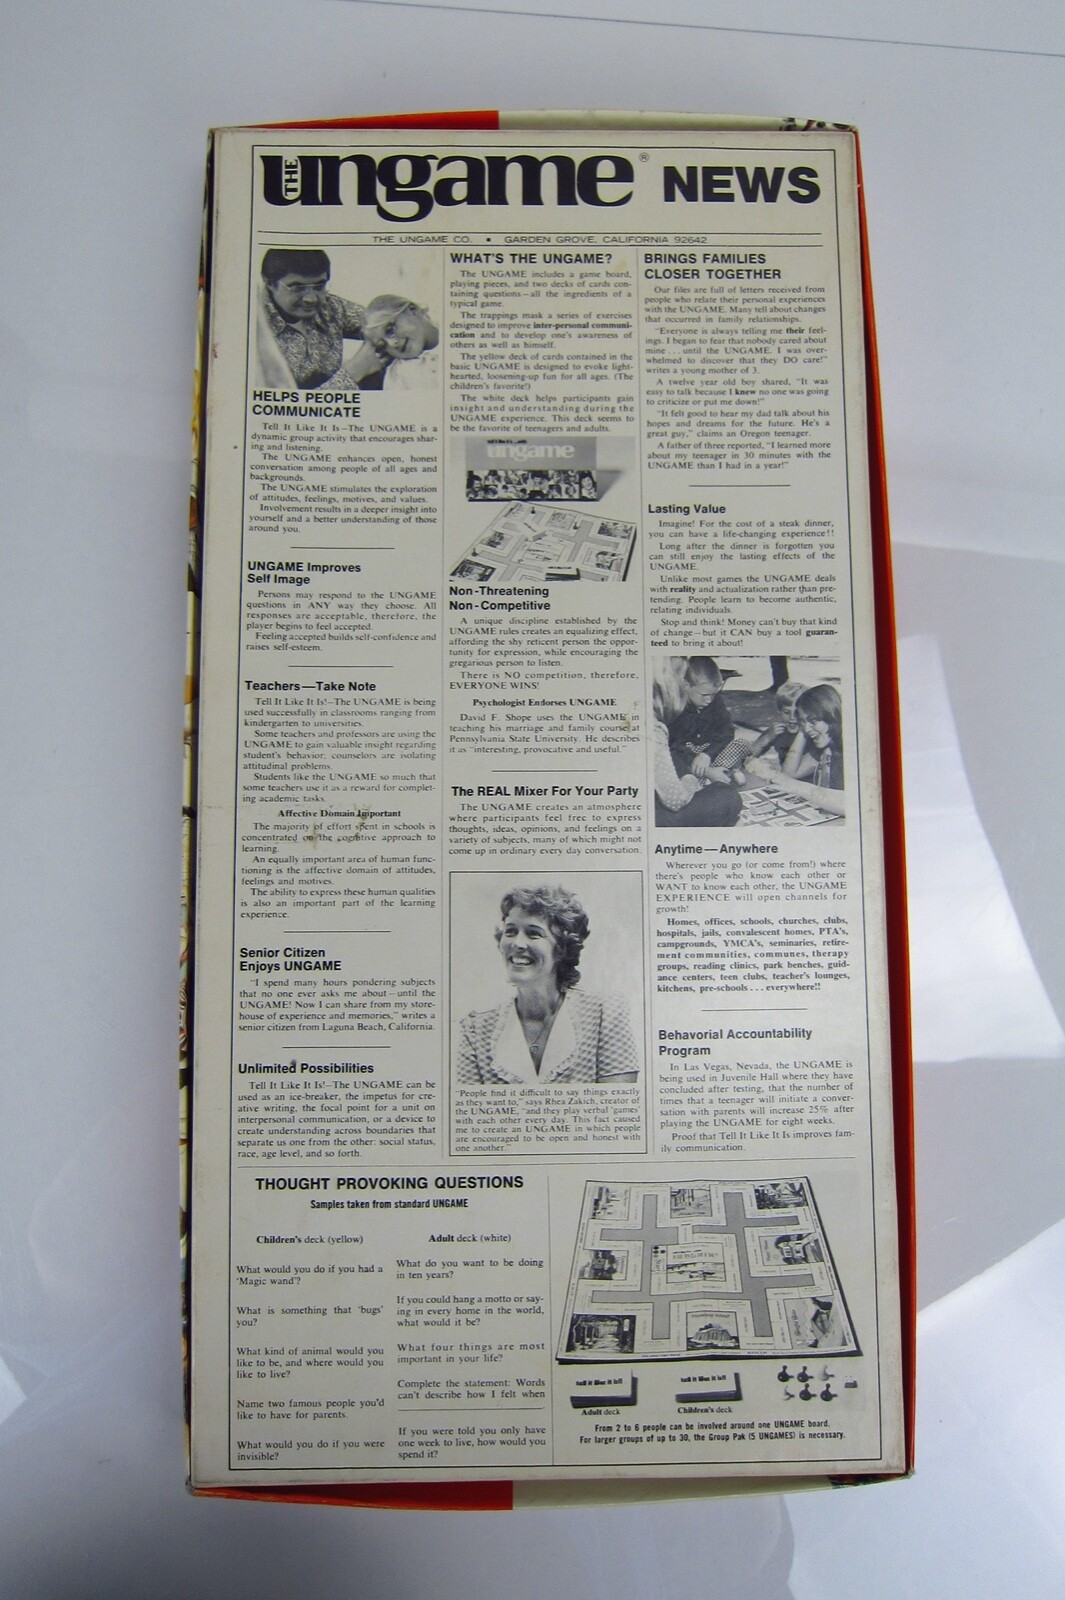 THE ungame® NEWS
THE UNGAME CO. • GARDEN GROVE, CALIFORNIA 92642
HELPS PEOPLE
COMMUNICATE
Tell It Like It Is—The UNGAME is a
dynamic group activity that encourages shar-
ing and listening.
The UNGAME enhances open, honest
conversation among people of all ages and
backgrounds.
The UNGAME stimulates the exploration
of attitudes, feelings, motives, and values.
Involvement results in a deeper insight into
yourself and a better understanding of those
around you.
UNGAME Improves
Self Image
Persons may respond to the UNGAME
questions in ANY way they choose. All
responses are acceptable, therefore, the
player begins to feel accepted.
Feeling accepted builds self-confidence and
raises self-esteem.
Teachers—Take Note
Tell It Like It Is!—The UNGAME is being
used successfully in classrooms ranging from
kindergarten to universities.
Some teachers and professors are using the
UNGAME to gain valuable insight regarding
student's behavior; counselors are isolating
attitudinal problems.
Students like the UNGAME so much that
some teachers use it as a reward for complet-
ing academic tasks.
Affective Domain Important
The majority of effort spent in schools is
concentrated on the cognitive approach to
learning.
An equally important area of human func-
tioning is the affective domain of attitudes,
feelings and motives.
The ability to express these human qualities
is also an important part of the learning
experience.
Senior Citizen
Enjoys UNGAME
"I spend many hours pondering subjects
that no one ever asks me about—until the
UNGAME! Now I can share from my store-
house of experience and memories," writes a
senior citizen from Laguna Beach, California.
Unlimited Possibilities
Tell It Like It Is!—The UNGAME can be
used as an ice-breaker, the impetus for cre-
ative writing, the focal point for a unit on
interpersonal communication, or a device to
create understanding across boundaries that
separate us one from the other: social status,
race, age level, and so forth.
WHAT'S THE UNGAME?
The UNGAME includes a game board,
playing pieces, and two decks of cards con-
taining questions—all the ingredients of a
typical game.
The trappings mask a series of exercises
designed to improve inter-personal communi-
cation and to develop one's awareness of
others as well as himself.
The yellow deck of cards contained in the
basic UNGAME is designed to evoke light-
hearted, loosening-up fun for all ages. (The
children's favorite!)
The white deck helps participants gain
insight and understanding during the
UNGAME experience. This deck seems to
be the favorite of teenagers and adults.
ungame
Non-Threatening
Non-Competitive
A unique discipline established by the
UNGAME rules creates an equalizing effect,
affording the shy reticent person the oppor-
tunity for expression, while encouraging the
gregarious person to listen.
There is NO competition, therefore,
EVERYONE WINS!
Psychologist Endorses UNGAME
David F. Shope uses the UNGAME in
teaching his marriage and family course at
Pennsylvania State University. He describes
it as "interesting, provocative and useful."
The REAL Mixer For Your Party
The UNGAME creates an atmosphere
where participants feel free to express
thoughts, ideas, opinions, and feelings on a
variety of subjects, many of which might not
come up in ordinary every day conversation.
"People find it difficult to say things exactly
as they want to," says Rhea Zakich, creator of
the UNGAME, "and they play verbal 'games'
with each other every day. This fact caused
me to create an UNGAME in which people
are encouraged to be open and honest with
one another."
BRINGS FAMILIES
CLOSER TOGETHER
Our files are full of letters received from
people who relate their personal experiences
with the UNGAME. Many tell about changes
that occurred in family relationships.
"Everyone is always telling me their feel-
ings. I began to fear that nobody cared about
mine . . . until the UNGAME. I was over-
whelmed to discover that they DO care!"
writes a young mother of 3.
A twelve year old boy shared, "It was
easy to talk because I knew no one was going
to criticize or put me down!"
"It felt good to hear my dad talk about his
hopes and dreams for the future. He's a
great guy," claims an Oregon teenager.
A father of three reported, "I learned more
about my teenager in 30 minutes with the
UNGAME than I had in a year!"
Lasting Value
Imagine! For the cost of a steak dinner,
you can have a life-changing experience!!
Long after the dinner is forgotten you
can still enjoy the lasting effects of the
UNGAME.
Unlike most games the UNGAME deals
with reality and actualization rather than pre-
tending. People learn to become authentic,
relating individuals.
Stop and think! Money can't buy that kind
of change—but it CAN buy a tool guaran-
teed to bring it about!
Anytime—Anywhere
Wherever you go (or come from!) where
there's people who know each other or
WANT to know each other, the UNGAME
EXPERIENCE will open channels for
growth!
Homes, offices, schools, churches, clubs,
hospitals, jails, convalescent homes, PTA's,
campgrounds, YMCA's, seminaries, retire-
ment communities, communes, therapy
groups, reading clinics, park benches, guid-
ance centers, teen clubs, teacher's lounges,
kitchens, pre-schools . . . everywhere!!
Behavorial Accountability
Program
In Las Vegas, Nevada, the UNGAME is
being used in Juvenile Hall where they have
concluded after testing, that the number of
times that a teenager will initiate a conver-
sation with parents will increase 25% after
playing the UNGAME for eight weeks.
Proof that Tell It Like It Is improves fam-
ily communication.
THOUGHT PROVOKING QUESTIONS
Samples taken from standard UNGAME
Children's deck (yellow)
What would you do if you had a
'Magic wand'?
What is something that 'bugs'
you?
What kind of animal would you
like to be, and where would you
like to live?
Name two famous people you'd
like to have for parents.
What would you do if you were
invisible?
Adult deck (white)
What do you want to be doing
in ten years?
If you could hang a motto or say-
ing in every home in the world,
what would it be?
What four things are most
important in your life?
Complete the statement: Words
can't describe how I felt when
If you were told you only have
one week to live, how would you
spend it?
tell it like it is!
tell it like it is!
Adult deck
Children's deck
From 2 to 6 people can be involved around one UNGAME board.
For larger groups of up to 30, the Group Pak (5 UNGAMES) is necessary.